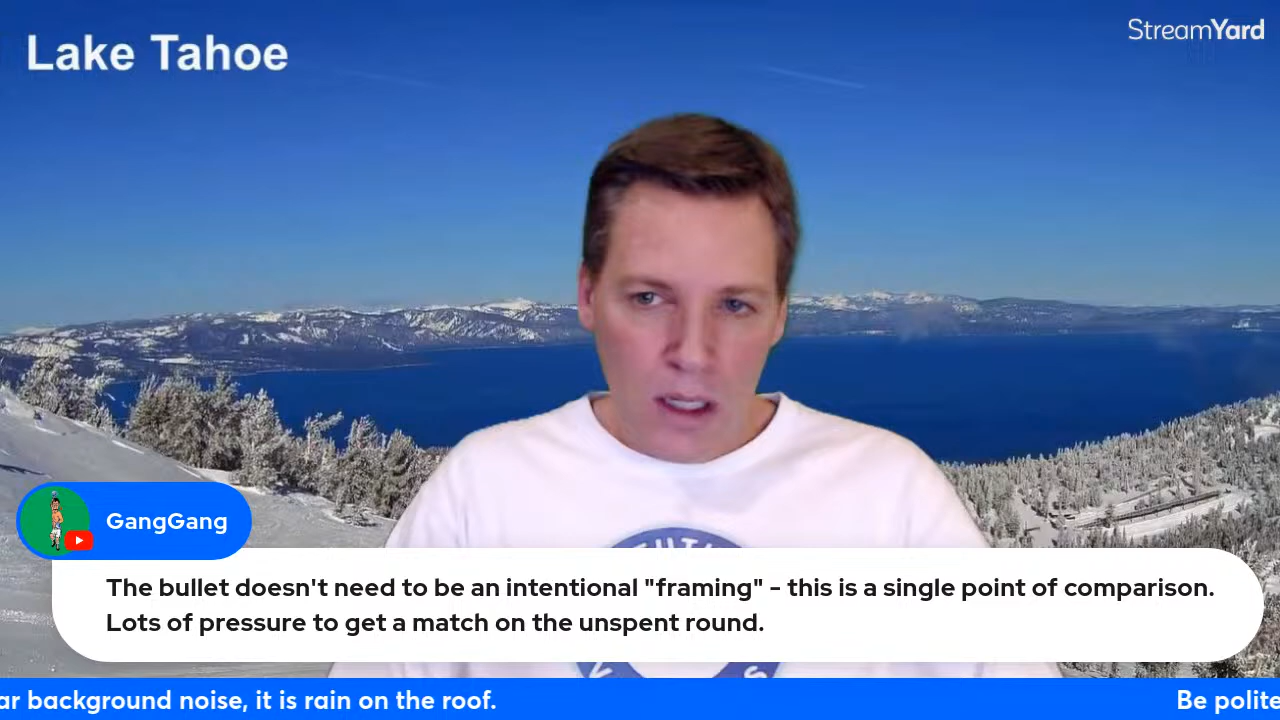 Lake Tahoe
StreamYard
GangGang
The bullet doesn't need to be an intentional "framing" - this is a single point of comparison.
Lots of pressure to get a match on the unspent round.
ar background noise, it is rain on the roof.
Be polite